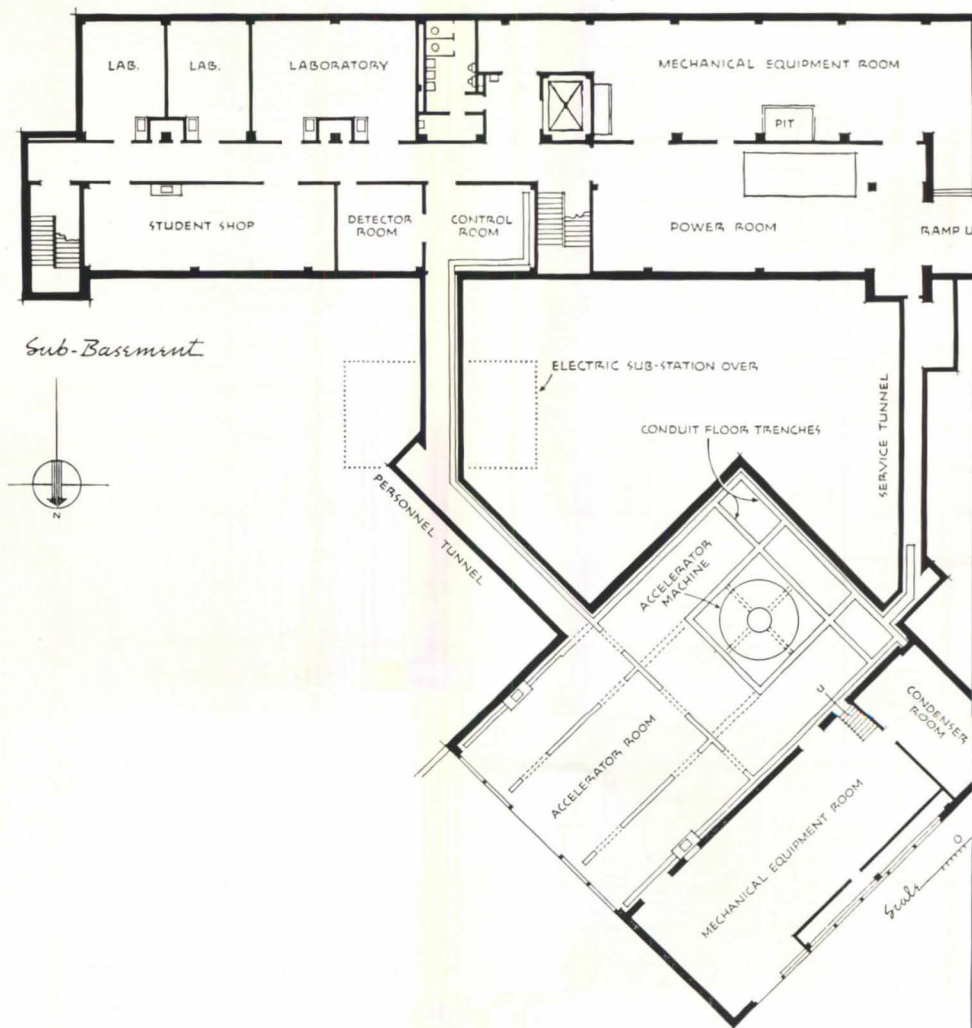 LAB.
LAB.
LABORATORY
MECHANICAL EQUIPMENT ROOM
PIT
STUDENT SHOP
DETECTOR
ROOM
CONTROL
ROOM
POWER ROOM
RAMP U
Sub-Basement
ELECTRIC SUB-STATION OVER
CONDUIT FLOOR TRENCHES
SERVICE TUNNEL
N
PERSONNEL TUNNEL
ACCELERATOR
MACHINE
U
CONDENSER
ROOM
ACCELERATOR ROOM
MECHANICAL EQUIPMENT ROOM
Scale
O